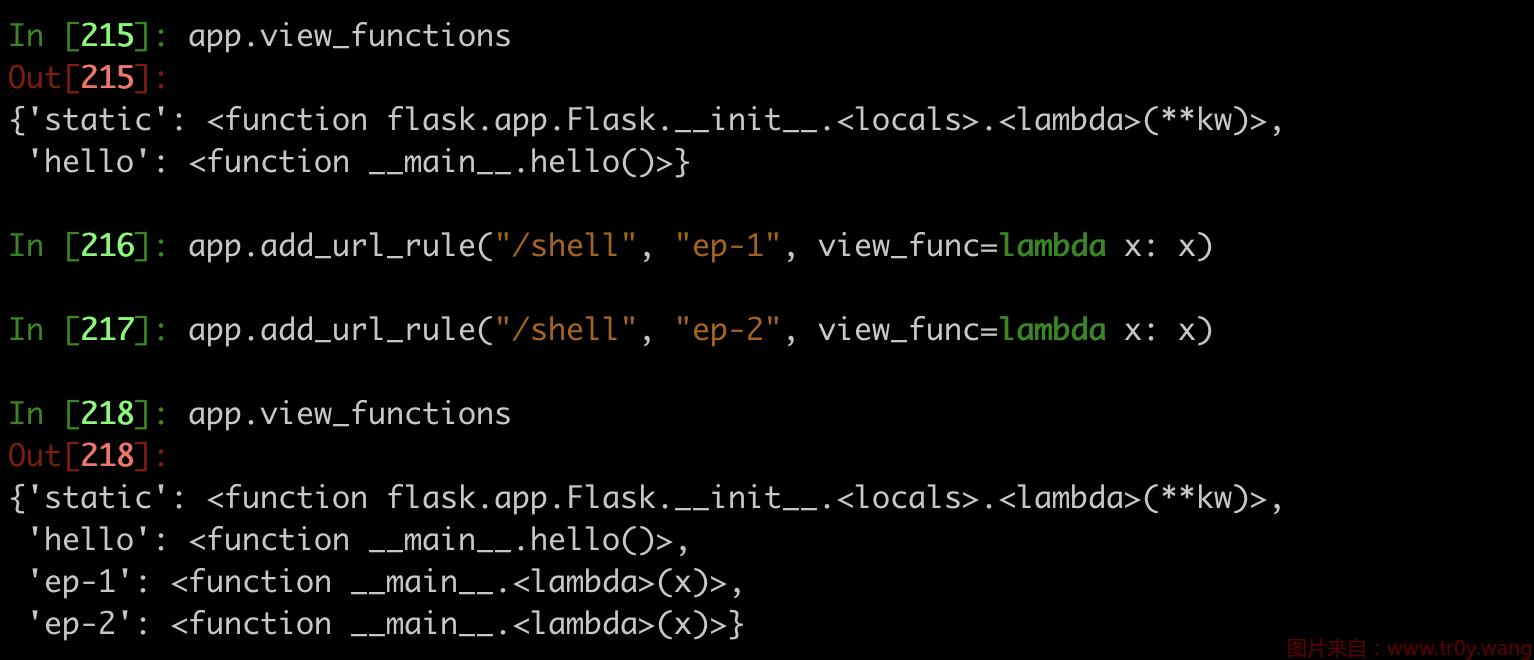 In [215]: app.view_functions
Out[215]:
{'static': <function flask.app.Flask.__init__.<locals>.<lambda>(**kw)>,
 'hello': <function __main__.hello()>}
In [216]: app.add_url_rule("/shell", "ep-1", view_func=lambda x: x)
In [217]: app.add_url_rule("/shell", "ep-2", view_func=lambda x: x)
In [218]: app.view_functions
Out[218]:
{'static': <function flask.app.Flask.__init__.<locals>.<lambda>(**kw)>,
 'hello': <function __main__.hello()>,
 'ep-1': <function __main__.<lambda>(x)>,
 'ep-2': <function __main__.<lambda>(x)>}
图片来自：www.tr0y.wang